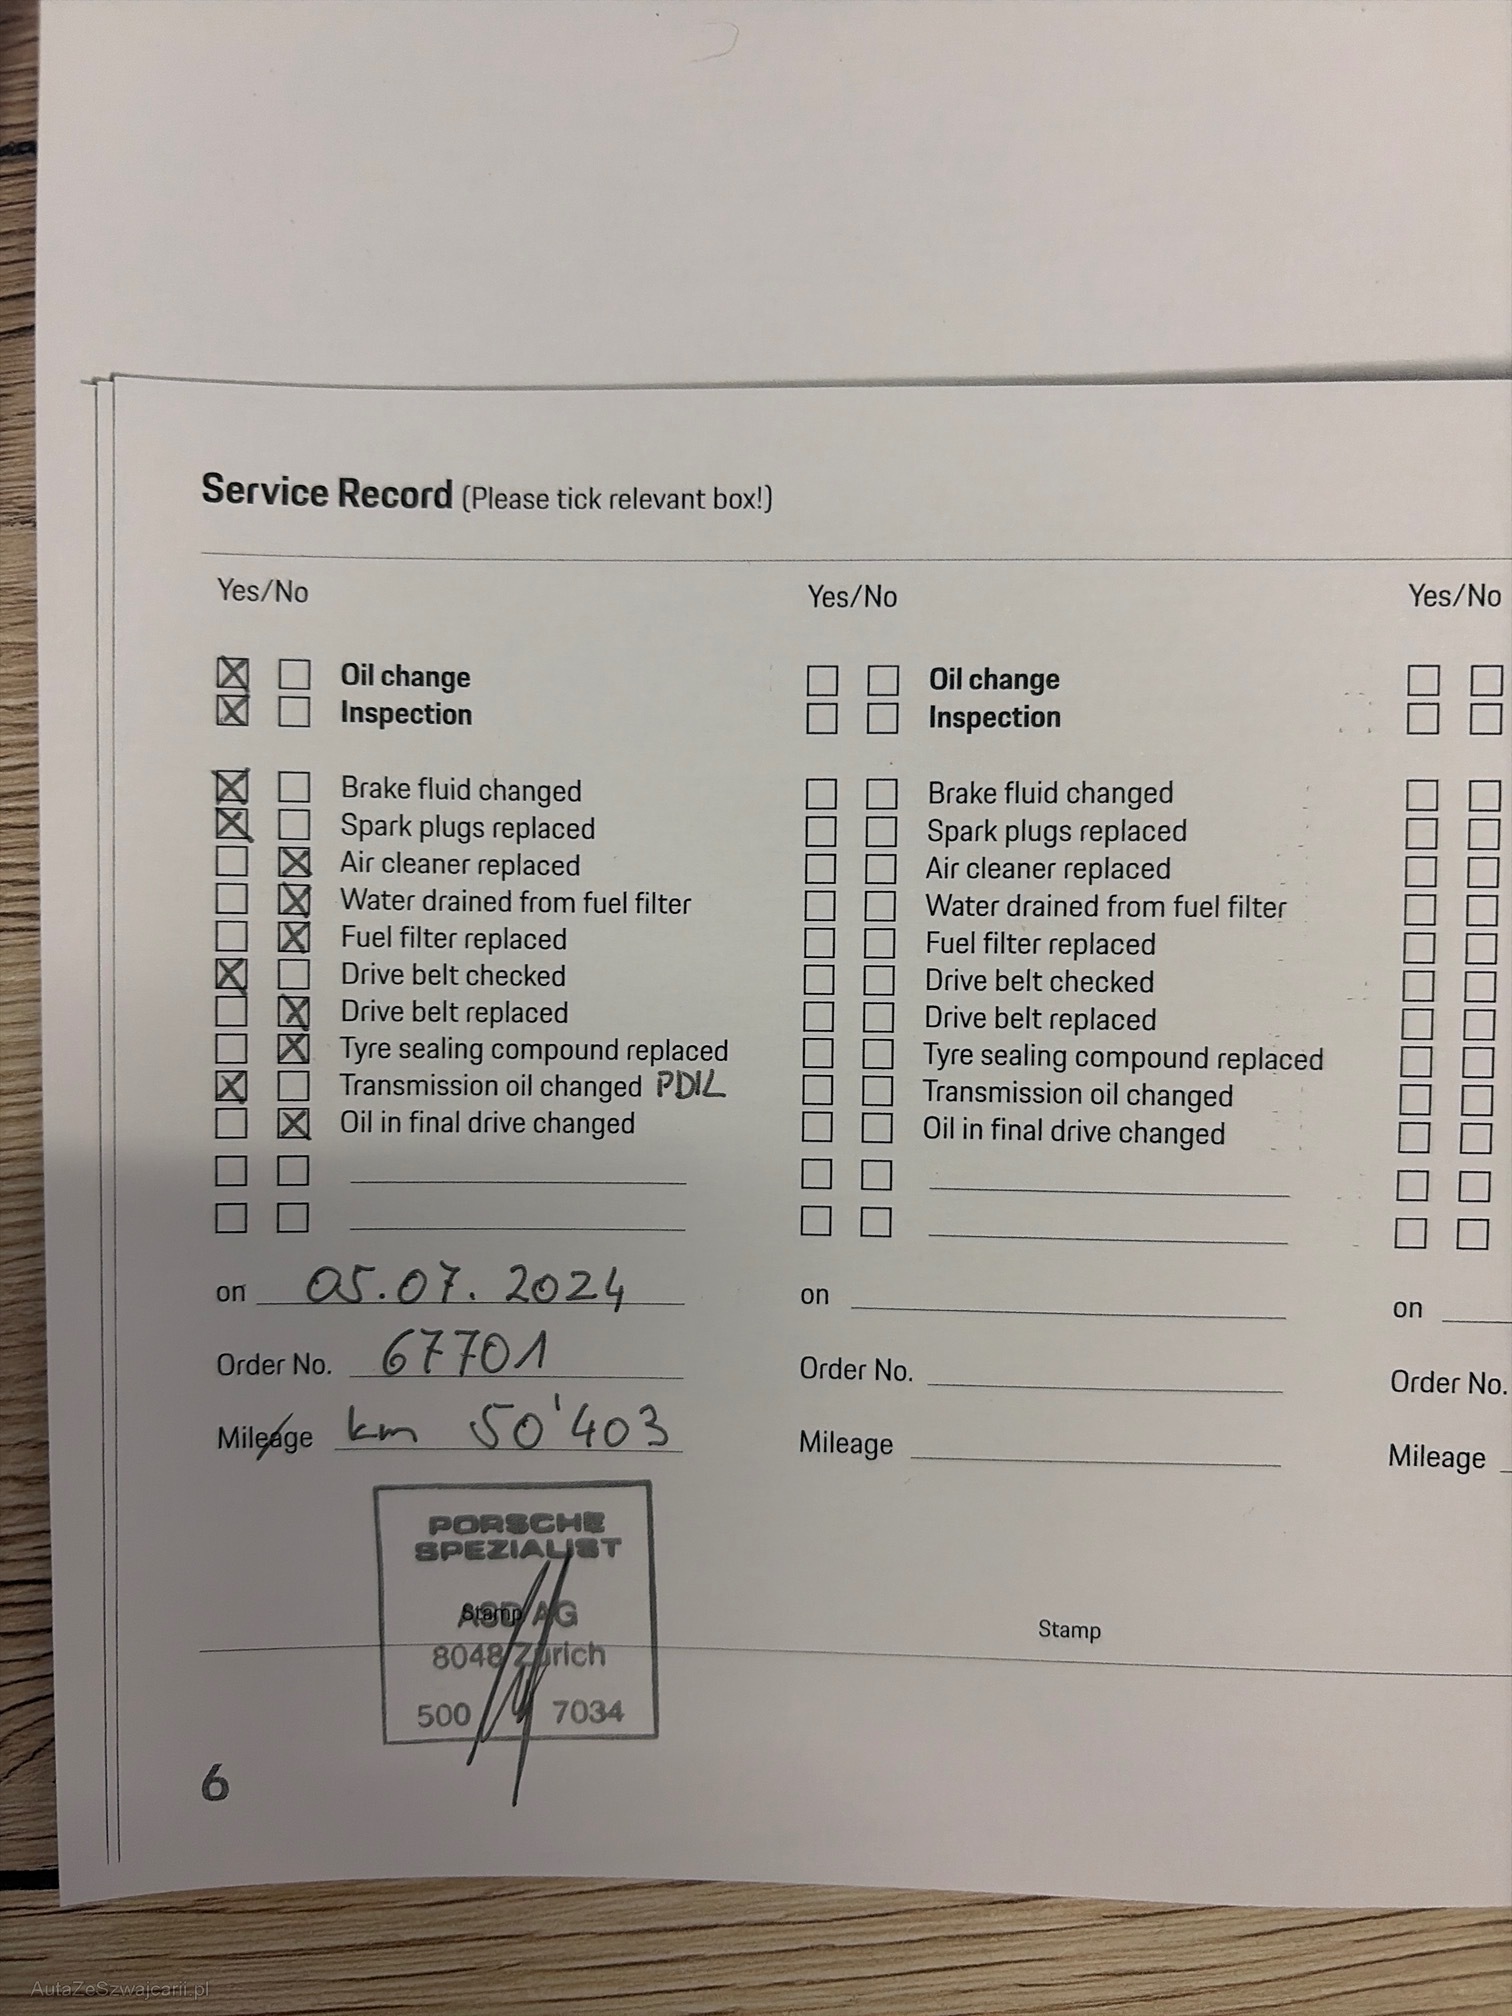 Service Record (Please tick relevant box!)
Yes/No
Oil change
Inspection
Brake fluid changed
Spark plugs replaced
Air cleaner replaced
Water drained from fuel filter
Fuel filter replaced
Drive belt checked
Drive belt replaced
Tyre sealing compound replaced
Transmission oil changed PDK
Oil in final drive changed
on 05.07.2024
Order No. 67701
Mileage km 50'403
PORSCHE
SPEZIALIST
Stamp
ASD AG
8048 Zürich
500 7034
6
Yes/No
Oil change
Inspection
Brake fluid changed
Spark plugs replaced
Air cleaner replaced
Water drained from fuel filter
Fuel filter replaced
Drive belt checked
Drive belt replaced
Tyre sealing compound replaced
Transmission oil changed
Oil in final drive changed
on
Order No.
Mileage
Stamp
Yes/No
on
Order No.
Mileage
AutaZeSzwajcarii.pl